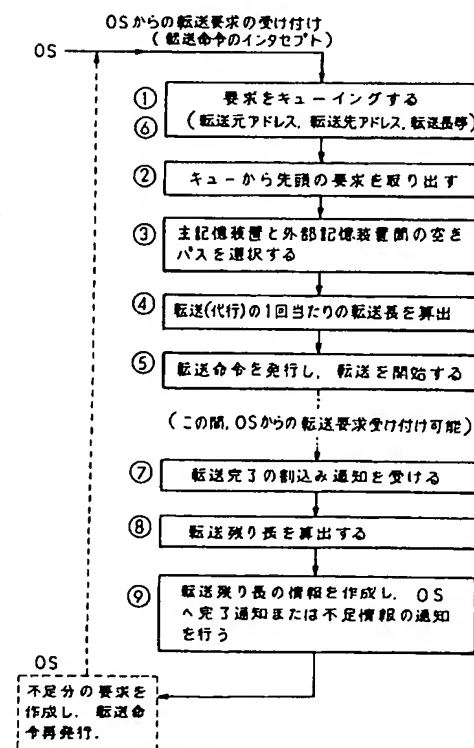 OSからの転送要求の受け付け
(転送命令のインタセプト)
OS
① 要求をキューイングする
⑥ (転送元アドレス, 転送先アドレス, 転送長等)
② キューから先頭の要求を取り出す
③ 主記憶装置と外部記憶装置間の空き
パスを選択する
④ 転送(代行)の1回当たりの転送長を算出
⑤ 転送命令を発行し, 転送を開始する
(この間, OSからの転送要求受け付け可能)
⑦ 転送完了の割込み通知を受ける
⑧ 転送残り長を算出する
⑨ 転送残り長の情報を作成し, OS
へ完了通知または不足情報の通知
を行う
OS
不足分の要求を
作成し, 転送命
令再発行.